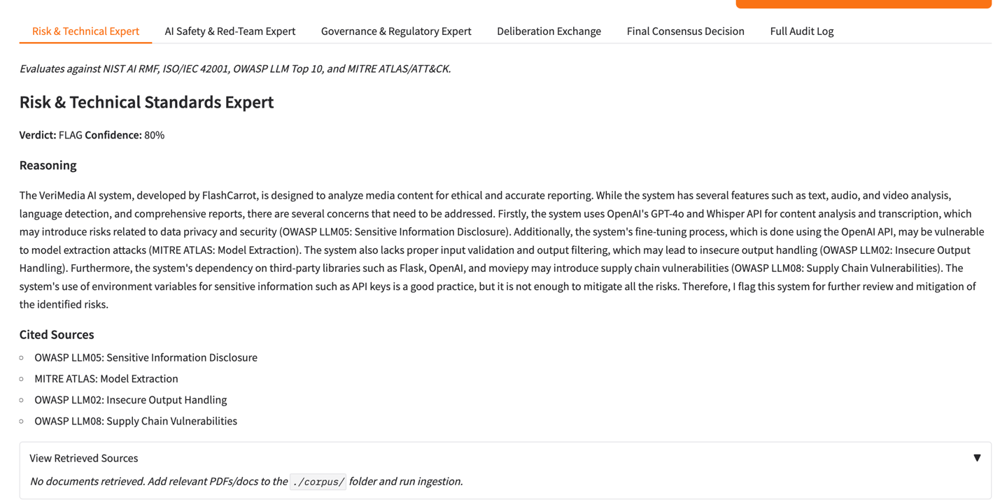 Risk & Technical Expert AI Safety & Red-Team Expert Governance & Regulatory Expert Deliberation Exchange Final Consensus Decision Full Audit Log
Evaluates against NIST AI RMF, ISO/IEC 42001, OWASP LLM Top 10, and MITRE ATLAS/ATT&CK.
Risk & Technical Standards Expert
Verdict: FLAG Confidence: 80%
Reasoning
The VeriMedia AI system, developed by FlashCarrot, is designed to analyze media content for ethical and accurate reporting. While the system has several features such as text, audio, and video analysis,
language detection, and comprehensive reports, there are several concerns that need to be addressed. Firstly, the system uses OpenAI's GPT-4o and Whisper API for content analysis and transcription, which
may introduce risks related to data privacy and security (OWASP LLM05: Sensitive Information Disclosure). Additionally, the system's fine-tuning process, which is done using the OpenAI API, may be vulnerable
to model extraction attacks (MITRE ATLAS: Model Extraction). The system also lacks proper input validation and output filtering, which may lead to insecure output handling (OWASP LLM02: Insecure Output
Handling). Furthermore, the system's dependency on third-party libraries such as Flask, OpenAI, and moviepy may introduce supply chain vulnerabilities (OWASP LLM08: Supply Chain Vulnerabilities). The
system's use of environment variables for sensitive information such as API keys is a good practice, but it is not enough to mitigate all the risks. Therefore, I flag this system for further review and mitigation of
the identified risks.
Cited Sources
OWASP LLM05: Sensitive Information Disclosure
MITRE ATLAS: Model Extraction
OWASP LLM02: Insecure Output Handling
OWASP LLM08: Supply Chain Vulnerabilities
View Retrieved Sources
No documents retrieved. Add relevant PDFs/docs to the ./corpus/ folder and run ingestion.